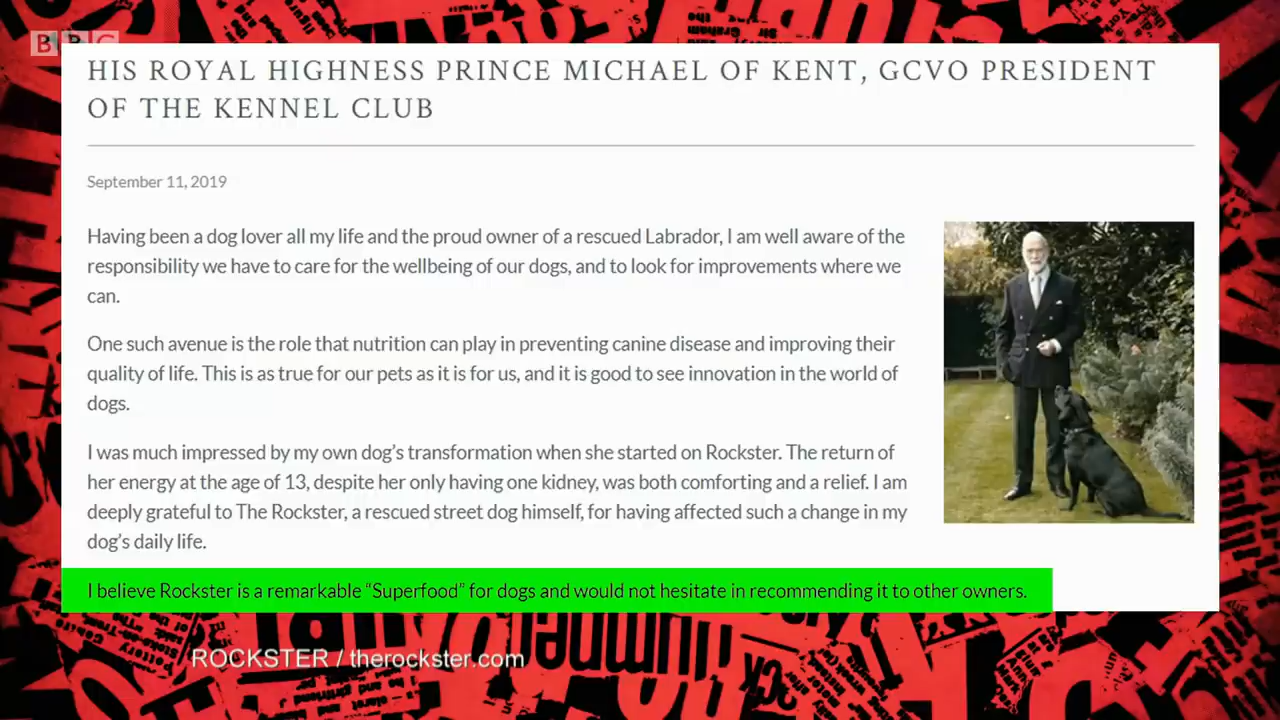 BBC
HIS ROYAL HIGHNESS PRINCE MICHAEL OF KENT, GCVO PRESIDENT
OF THE KENNEL CLUB
September 11, 2019
Having been a dog lover all my life and the proud owner of a rescued Labrador, I am well aware of the
responsibility we have to care for the wellbeing of our dogs, and to look for improvements where we
can.
One such avenue is the role that nutrition can play in preventing canine disease and improving their
quality of life. This is as true for our pets as it is for us, and it is good to see innovation in the world of
dogs.
I was much impressed by my own dog’s transformation when she started on Rockster. The return of
her energy at the age of 13, despite her only having one kidney, was both comforting and a relief. I am
deeply grateful to The Rockster, a rescued street dog himself, for having affected such a change in my
dog’s daily life.
I believe Rockster is a remarkable “Superfood” for dogs and would not hesitate in recommending it to other owners.
ROCKSTER / therockster.com